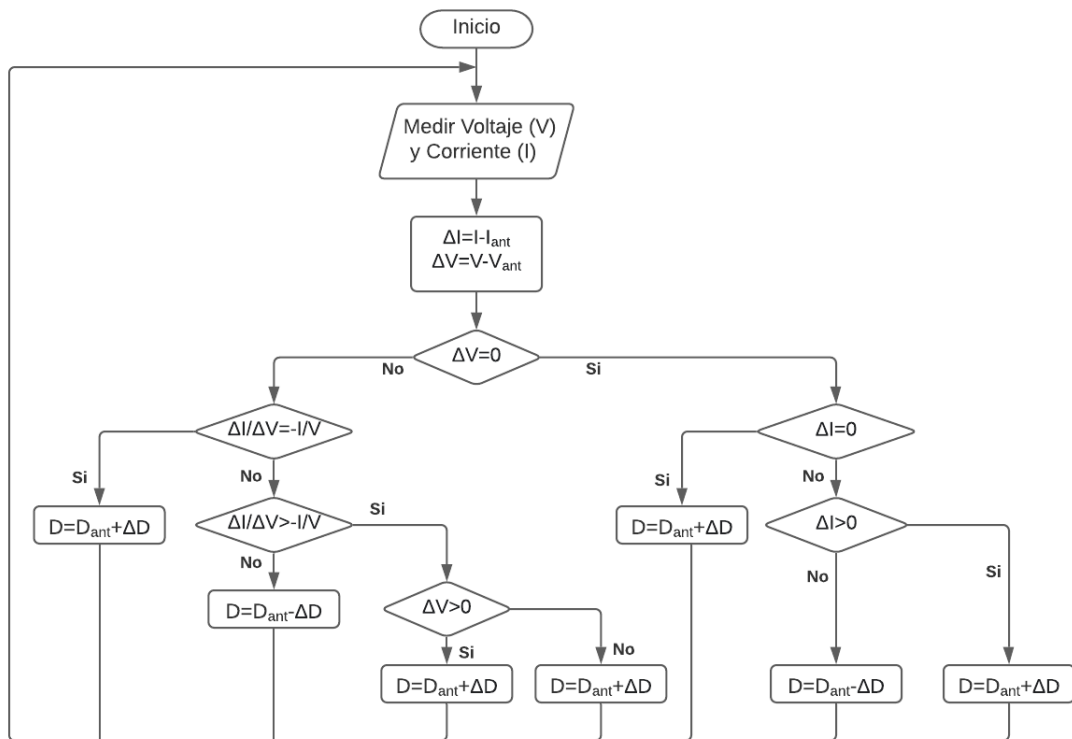 Inicio
Medir Voltaje (V)
y Corriente (I)
ΔI=I-Iant
ΔV=V-Vant
ΔV=0
No
Si
ΔI/ΔV=-I/V
ΔI=0
Si
No
Si
No
D=Dant+ΔD
ΔI/ΔV>-I/V
Si
D=Dant+ΔD
ΔI>0
No
No
Si
D=Dant-ΔD
ΔV>0
Si
No
D=Dant+ΔD
D=Dant+ΔD
D=Dant-ΔD
D=Dant+ΔD